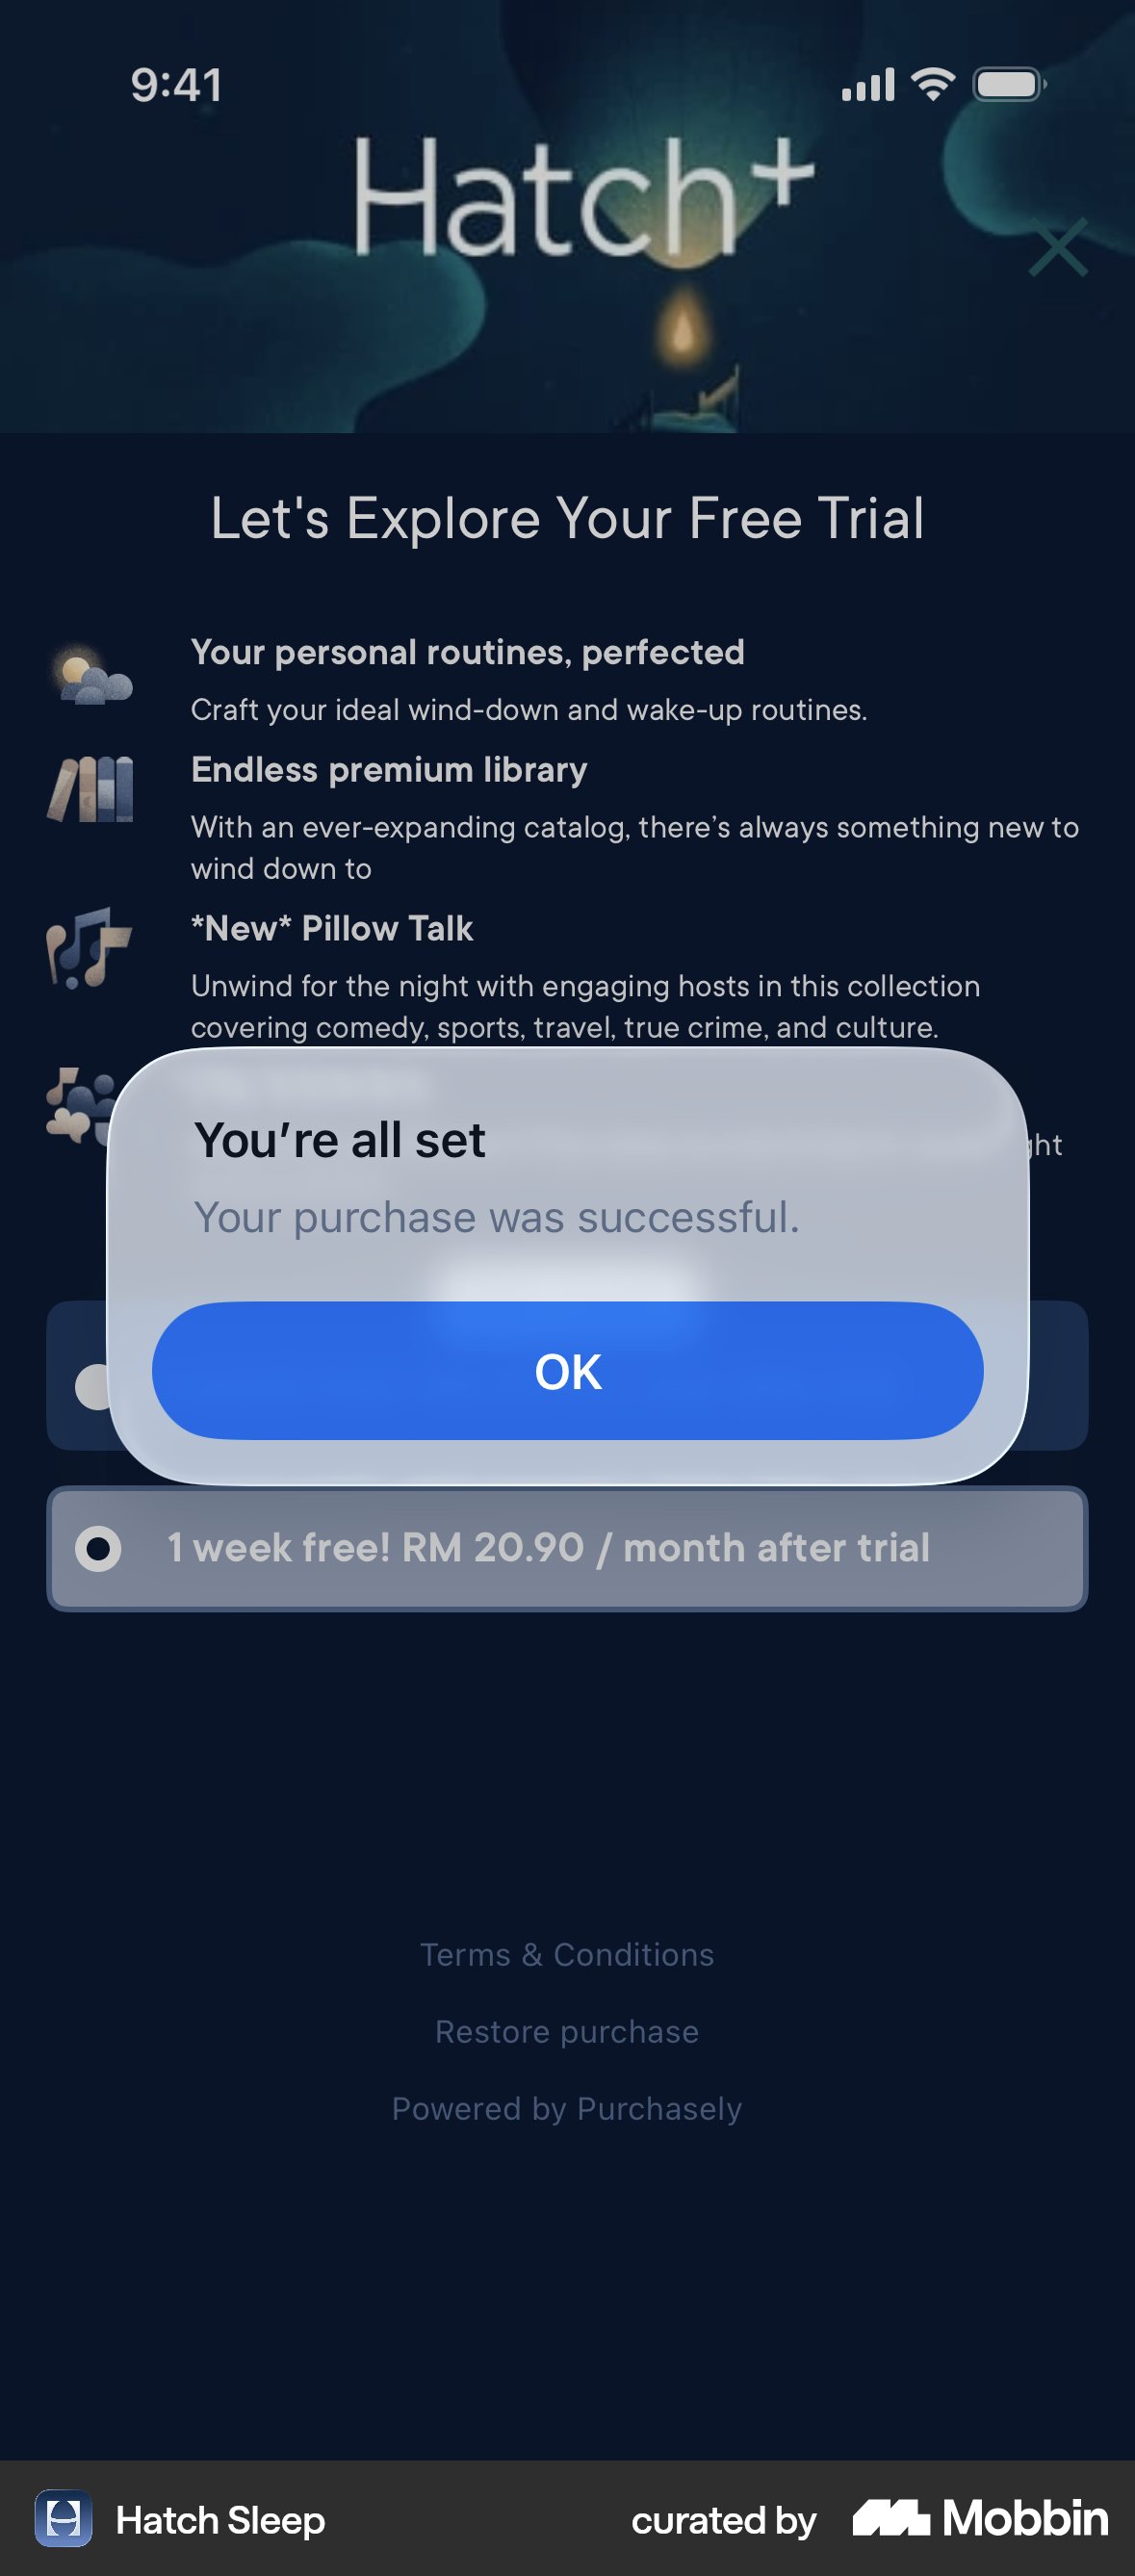 9:41
Hatch+
Let's Explore Your Free Trial
Your personal routines, perfected
Craft your ideal wind-down and wake-up routines.
Endless premium library
With an ever-expanding catalog, there’s always something new to
wind down to
*New* Pillow Talk
Unwind for the night with engaging hosts in this collection
covering comedy, sports, travel, true crime, and culture.
You’re all set
Your purchase was successful.
OK
1 week free! RM 20.90 / month after trial
Terms & Conditions
Restore purchase
Powered by Purchasely
Hatch Sleep
curated by Mobbin